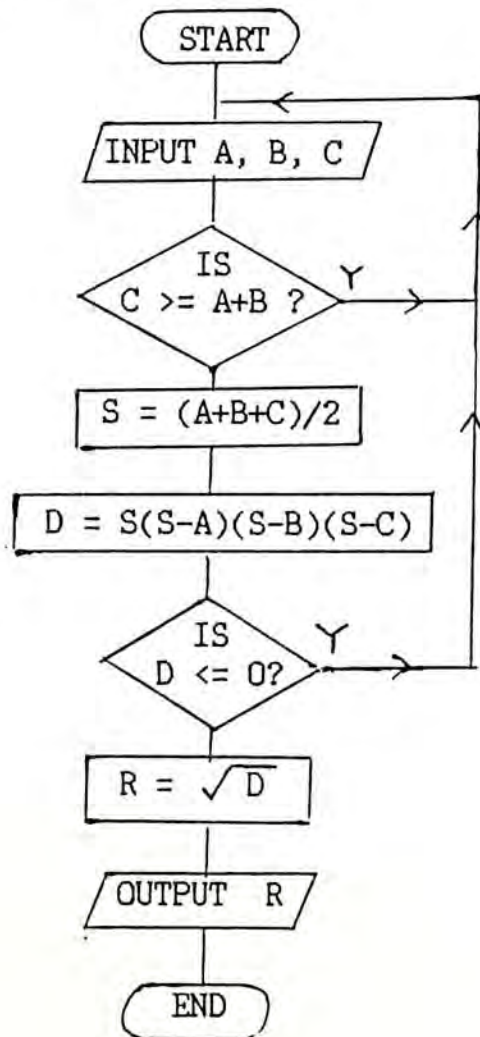 START
INPUT A, B, C
IS
C >= A+B ?
Y
S = (A+B+C)/2
D = S(S-A)(S-B)(S-C)
IS
D <= 0?
Y
R = √D
OUTPUT R
END